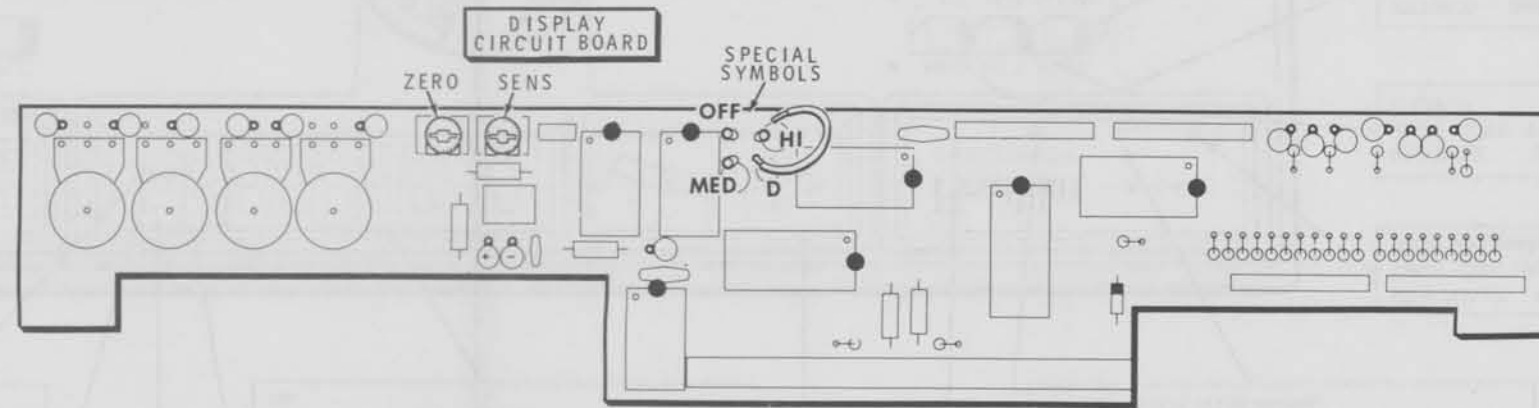 DISPLAY
CIRCUIT BOARD
SPECIAL
SYMBOLS
ZERO
SENS
OFF
HI
MED
D
+
-